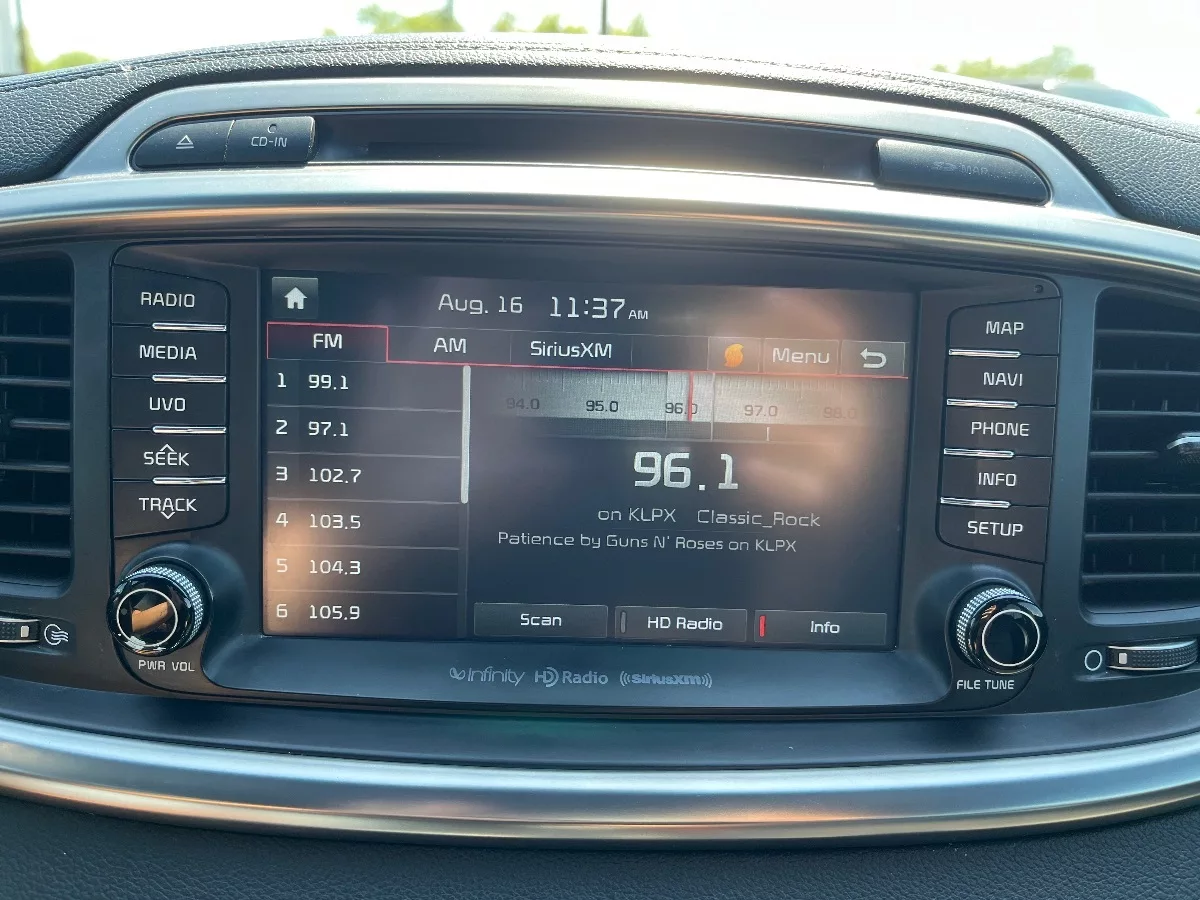 CD-IN
MAP
RADIO
MEDIA
UVO
SEEK
TRACK
PWR VOL
Aug. 16 11:37 AM
FM AM SiriusXM Menu
1 99.1
2 97.1
3 102.7
4 103.5
5 104.3
6 105.9
94.0 95.0 96.0 97.0 98.0
96.1
on KLPX Classic_Rock
Patience by Guns N' Roses on KLPX
Scan HD Radio Info
Infinity HD Radio ((SiriusXM))
MAP
NAVI
PHONE
INFO
SETUP
FILE TUNE